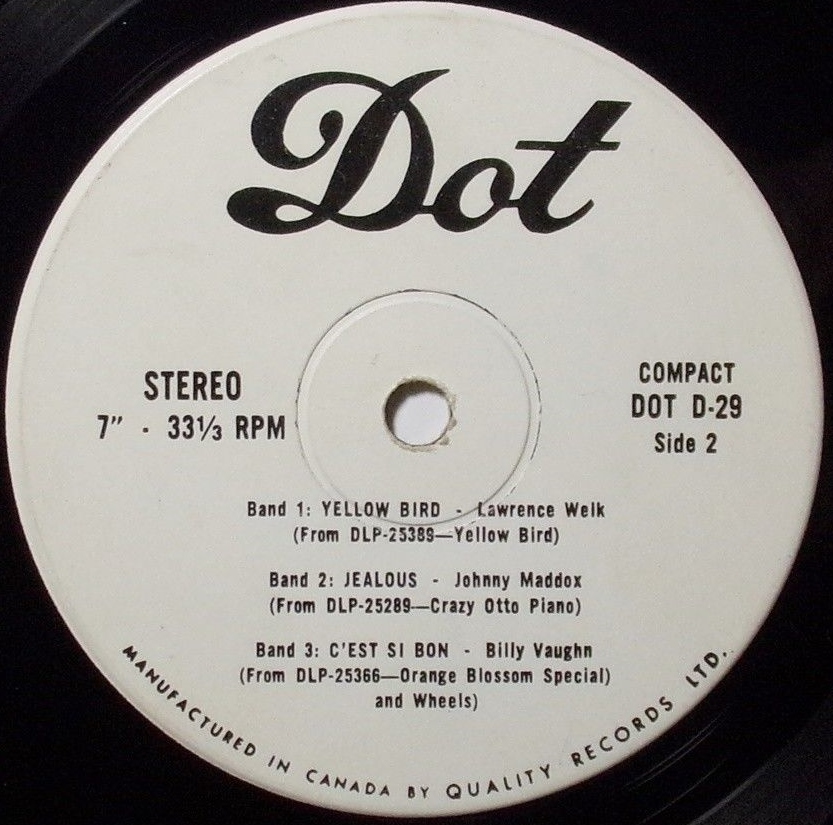 Dot
STEREO
7" · 33⅓ RPM
COMPACT
DOT D-29
Side 2
Band 1: YELLOW BIRD - Lawrence Welk
(From DLP-25389—Yellow Bird)
Band 2: JEALOUS - Johnny Maddox
(From DLP-25289—Crazy Otto Piano)
Band 3: C'EST SI BON - Billy Vaughn
(From DLP-25366—Orange Blossom Special)
and Wheels)
MANUFACTURED IN CANADA BY QUALITY RECORDS LTD.